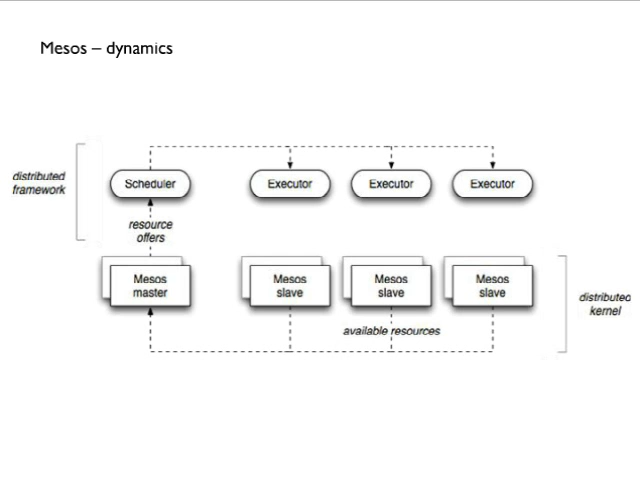 Mesos – dynamics
distributed
framework
Scheduler
Executor
Executor
Executor
resource
offers
Mesos
master
Mesos
slave
Mesos
slave
Mesos
slave
distributed
kernel
available resources